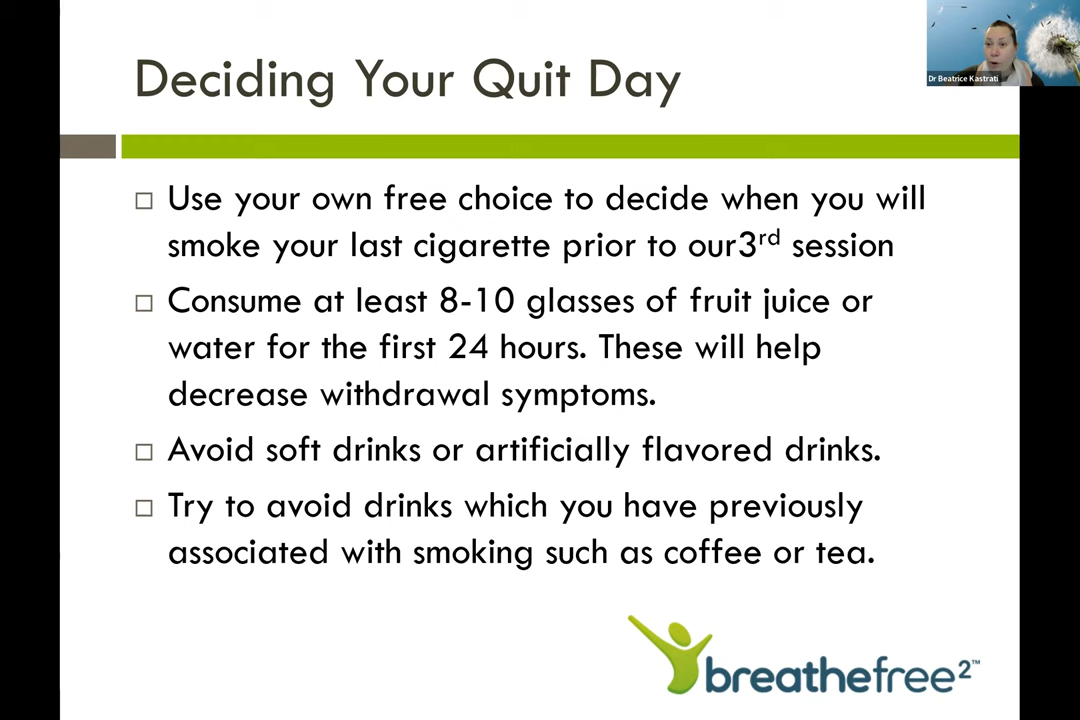 Deciding Your Quit Day
Dr Beatrice Kastrati
Use your own free choice to decide when you will
smoke your last cigarette prior to our3rd session
Consume at least 8-10 glasses of fruit juice or
water for the first 24 hours. These will help
decrease withdrawal symptoms.
Avoid soft drinks or artificially flavored drinks.
Try to avoid drinks which you have previously
associated with smoking such as coffee or tea.
breathefree2™